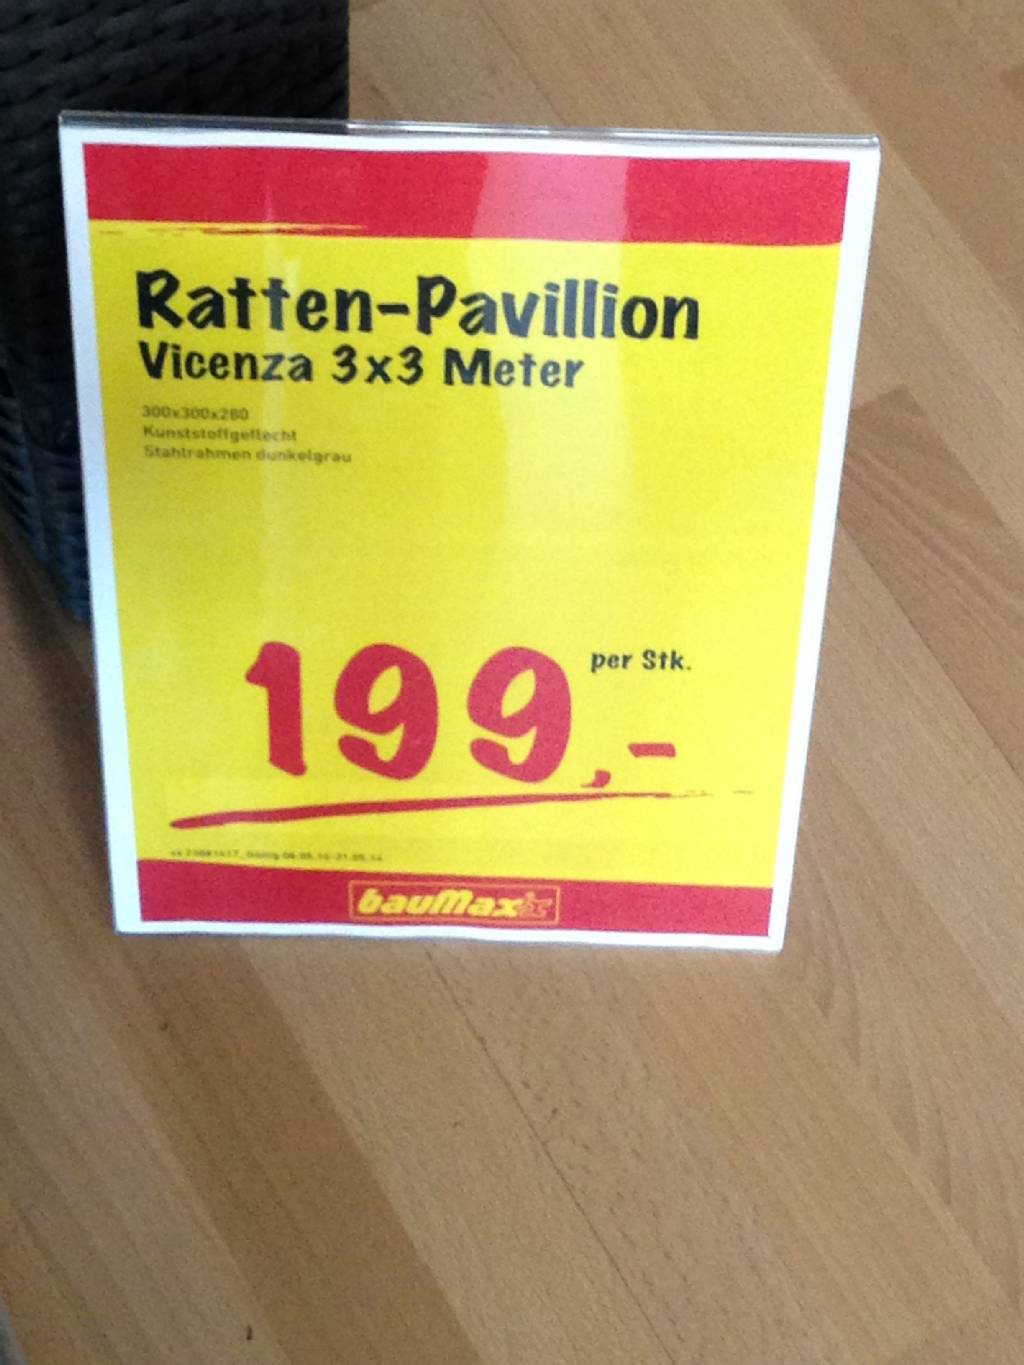 Ratten-Pavillion
Vicenza 3x3 Meter
300x300x280
Kunststoffgeflecht
Stahlrahmen dunkelgrau
199,-
per Stk.
bauMax